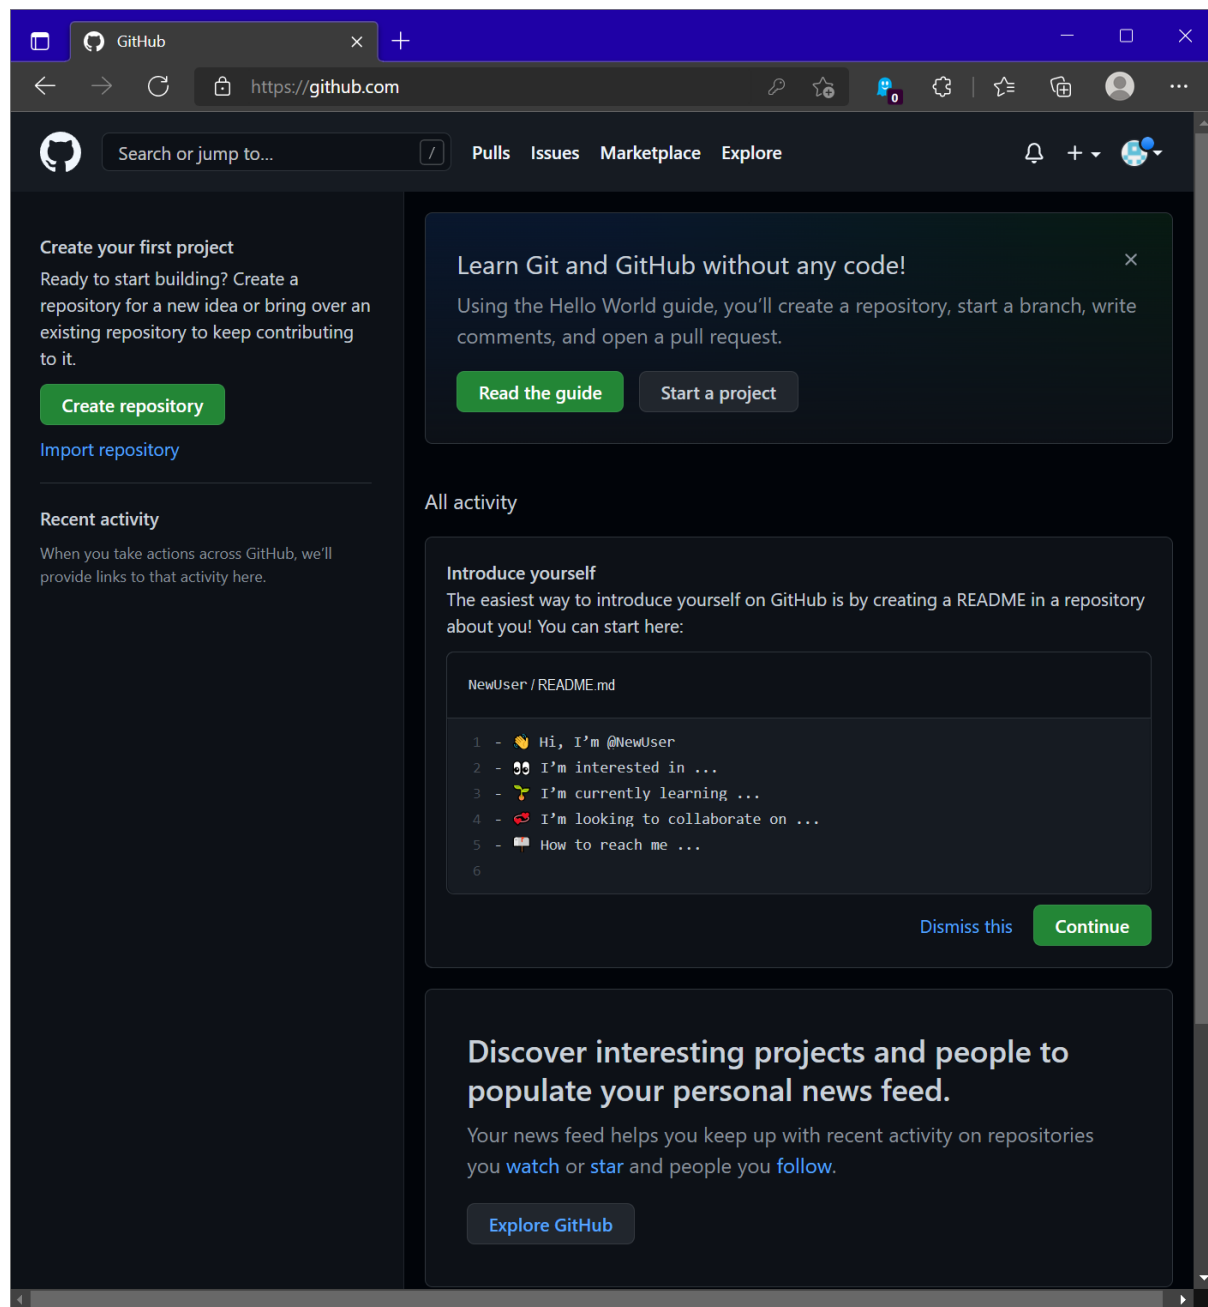 GitHub
https://github.com
0
Search or jump to...
/
Pulls Issues Marketplace Explore
Create your first project
Ready to start building? Create a
repository for a new idea or bring over an
existing repository to keep contributing
to it.
Create repository
Import repository
Recent activity
When you take actions across GitHub, we’ll
provide links to that activity here.
Learn Git and GitHub without any code!
Using the Hello World guide, you’ll create a repository, start a branch, write
comments, and open a pull request.
Read the guide Start a project
All activity
Introduce yourself
The easiest way to introduce yourself on GitHub is by creating a README in a repository
about you! You can start here:
NewUser / README.md
1 - 👋 Hi, I’m @NewUser
2 - 👀 I’m interested in ...
3 - 🌱 I’m currently learning ...
4 - 💞️ I’m looking to collaborate on ...
5 - 📫 How to reach me ...
6
Dismiss this Continue
Discover interesting projects and people to
populate your personal news feed.
Your news feed helps you keep up with recent activity on repositories
you watch or star and people you follow.
Explore GitHub